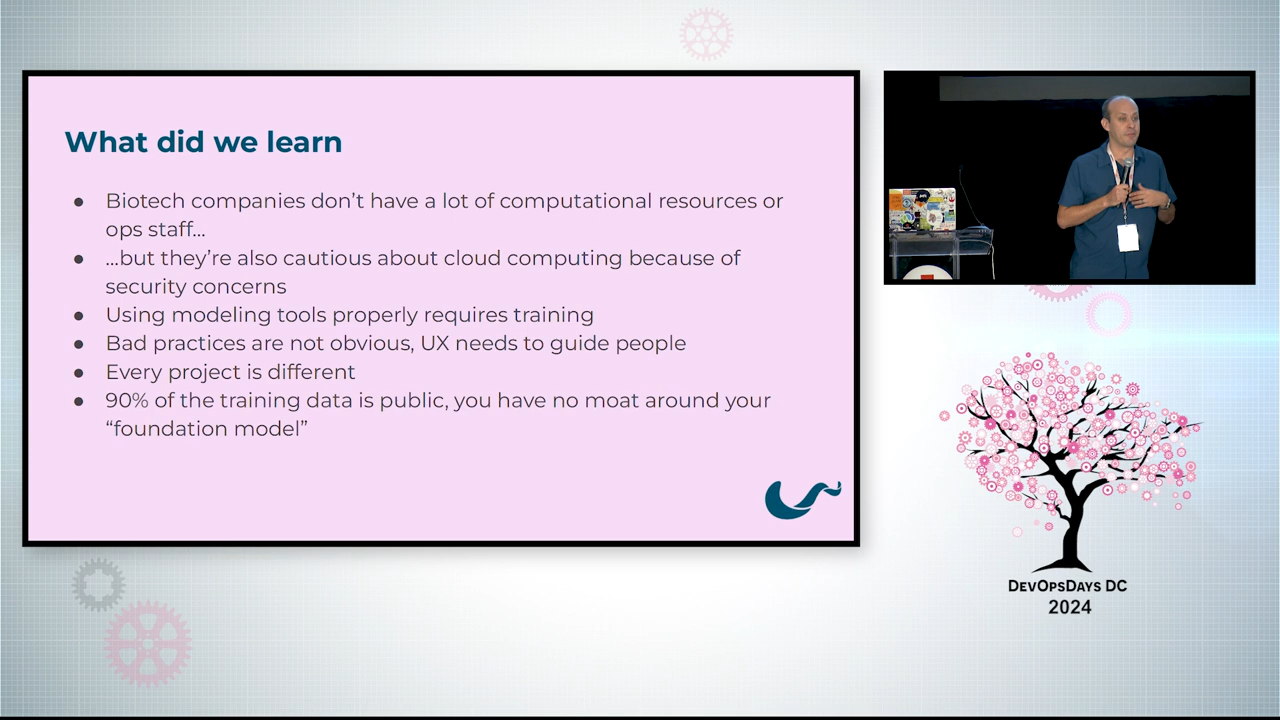 What did we learn
● Biotech companies don't have a lot of computational resources or
ops staff...
● ...but they're also cautious about cloud computing because of
security concerns
● Using modeling tools properly requires training
● Bad practices are not obvious, UX needs to guide people
● Every project is different
● 90% of the training data is public, you have no moat around your
“foundation model”
DevOpsDays DC
2024